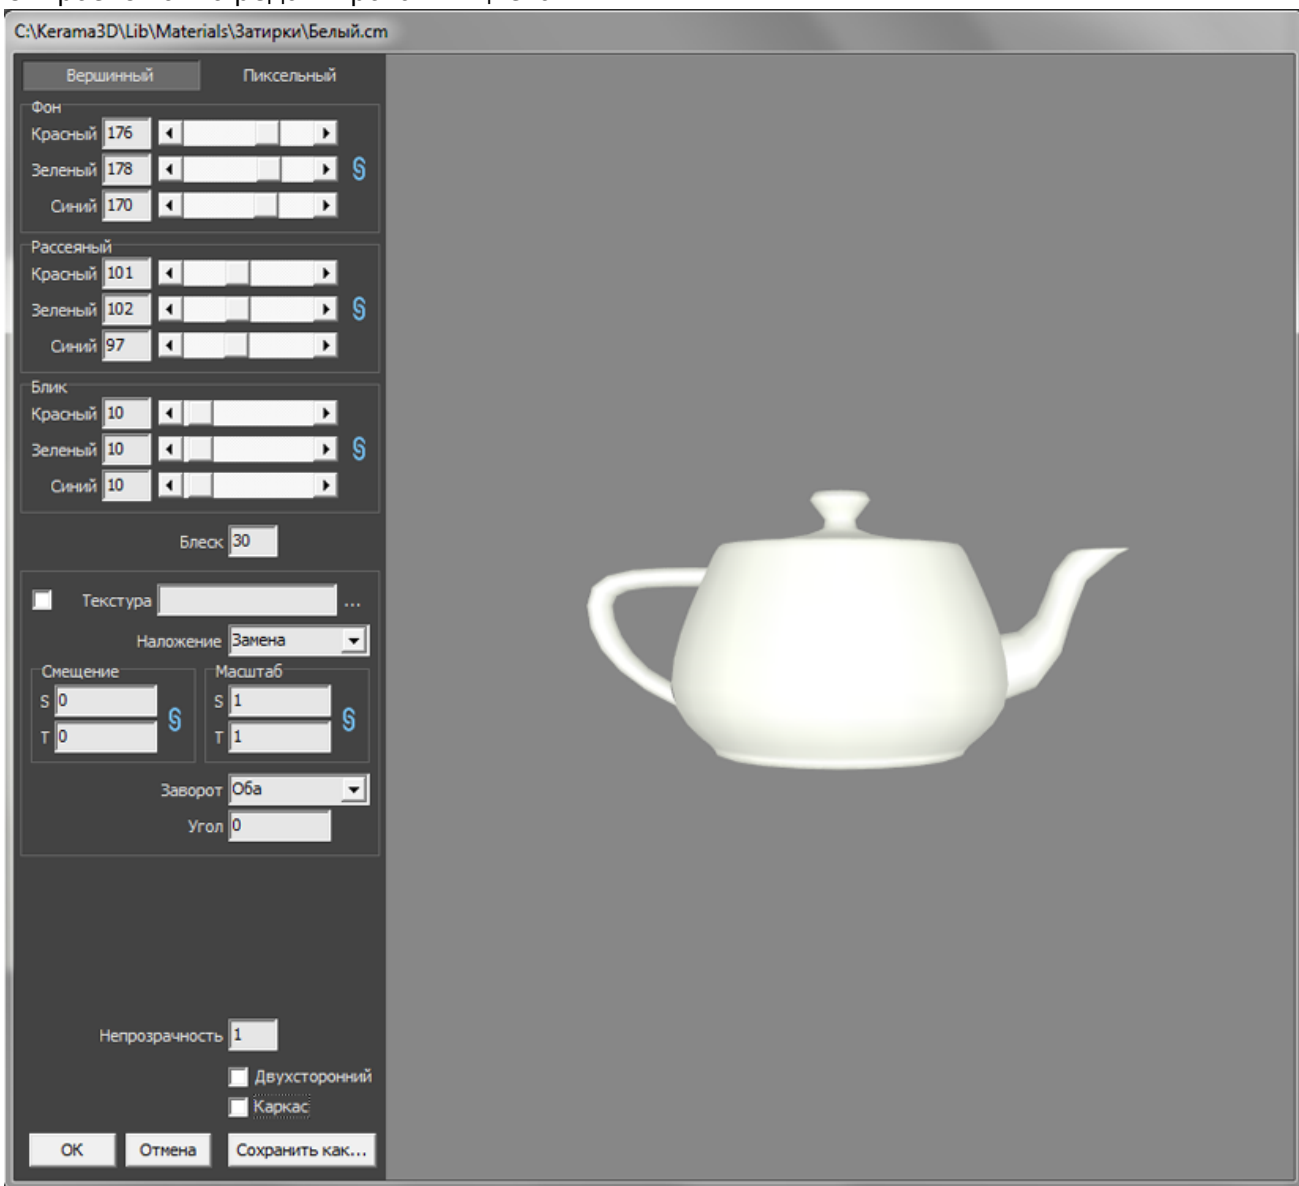 C:\Kerama3D\Lib\Materials\Затирки\Белый.cm
Вершинный Пиксельный
Фон
Красный 176
Зеленый 178
Синий 170
Рассеяный
Красный 101
Зеленый 102
Синий 97
Блик
Красный 10
Зеленый 10
Синий 10
Блеск 30
Текстура ...
Наложение Замена
Смещение Масштаб
S 0 S 1
T 0 T 1
Заворот Оба
Угол 0
Непрозрачность 1
Двухсторонний
Каркас
OK Отмена Сохранить как...